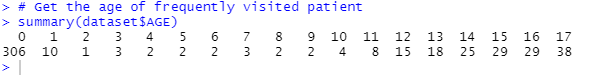 > # Get the age of frequently visited patient
> summary(dataset$AGE)
0 1 2 3 4 5 6 7 8 9 10 11 12 13 14 15 16 17
306 10 1 3 2 2 2 3 2 2 4 8 15 18 25 29 29 38
>